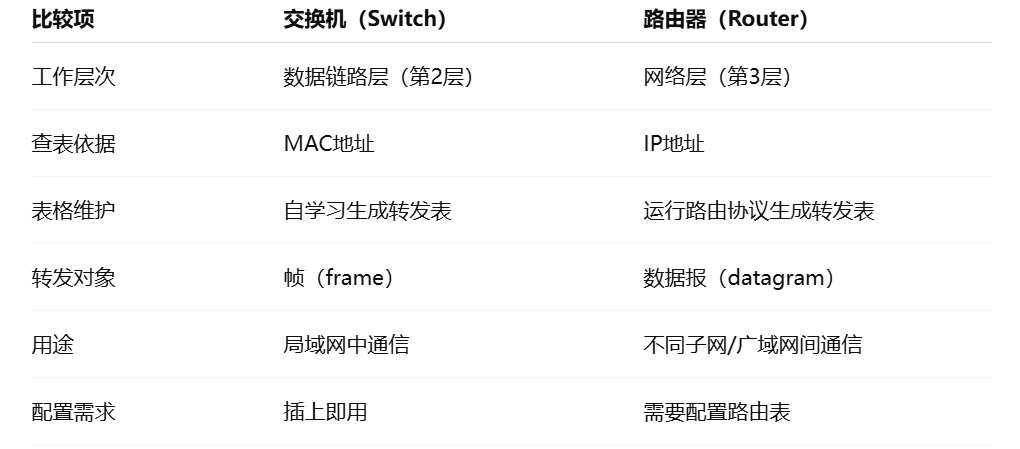 比较项 交换机（Switch） 路由器（Router）
工作层次 数据链路层（第2层） 网络层（第3层）
查表依据 MAC地址 IP地址
表格维护 自学习生成转发表 运行路由协议生成转发表
转发对象 帧（frame） 数据报（datagram）
用途 局域网中通信 不同子网/广域网间通信
配置需求 插上即用 需要配置路由表